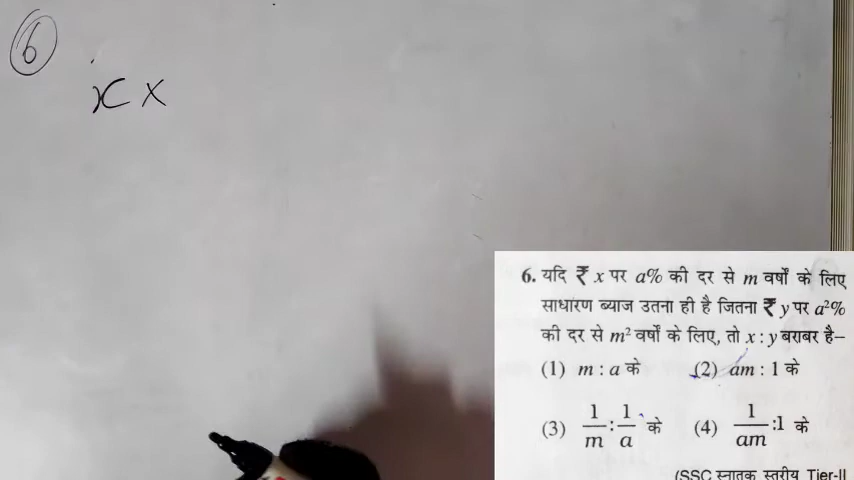 6
x ×
6. यदि ₹ x पर a% की दर से m वर्षों के लिए
साधारण ब्याज उतना ही है जितना ₹ y पर a²%
की दर से m² वर्षों के लिए, तो x : y बराबर है–
(1) m : a के (2) am : 1 के
(3) 1/m : 1/a के (4) 1/am : 1 के
(SSC स्नातक स्तरीय Tier-II